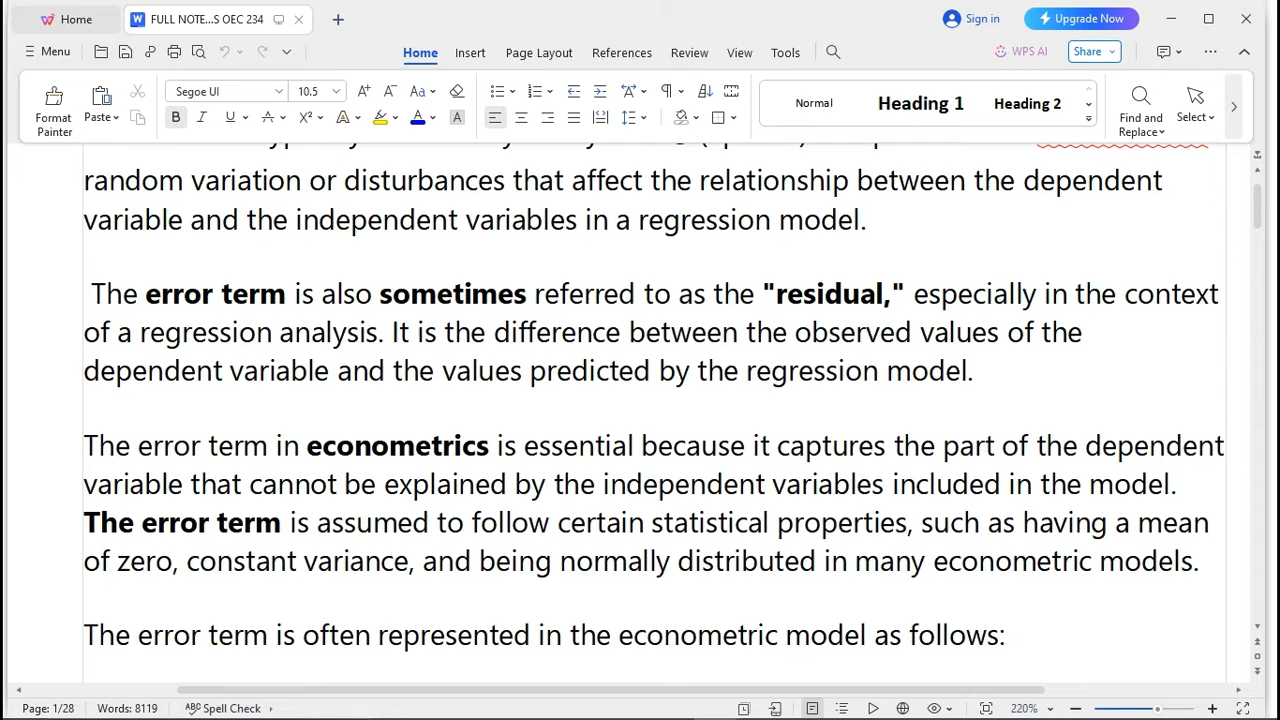 Home
FULL NOTE...S OEC 234
Sign in
Upgrade Now
Menu
Home Insert Page Layout References Review View Tools
WPS AI
Share
Format Painter
Paste
Segoe UI
10.5
Normal
Heading 1
Heading 2
Find and Replace
Select
random variation or disturbances that affect the relationship between the dependent
variable and the independent variables in a regression model.
The error term is also sometimes referred to as the "residual," especially in the context
of a regression analysis. It is the difference between the observed values of the
dependent variable and the values predicted by the regression model.
The error term in econometrics is essential because it captures the part of the dependent
variable that cannot be explained by the independent variables included in the model.
The error term is assumed to follow certain statistical properties, such as having a mean
of zero, constant variance, and being normally distributed in many econometric models.
The error term is often represented in the econometric model as follows:
Page: 1/28 Words: 8119 Spell Check
220%